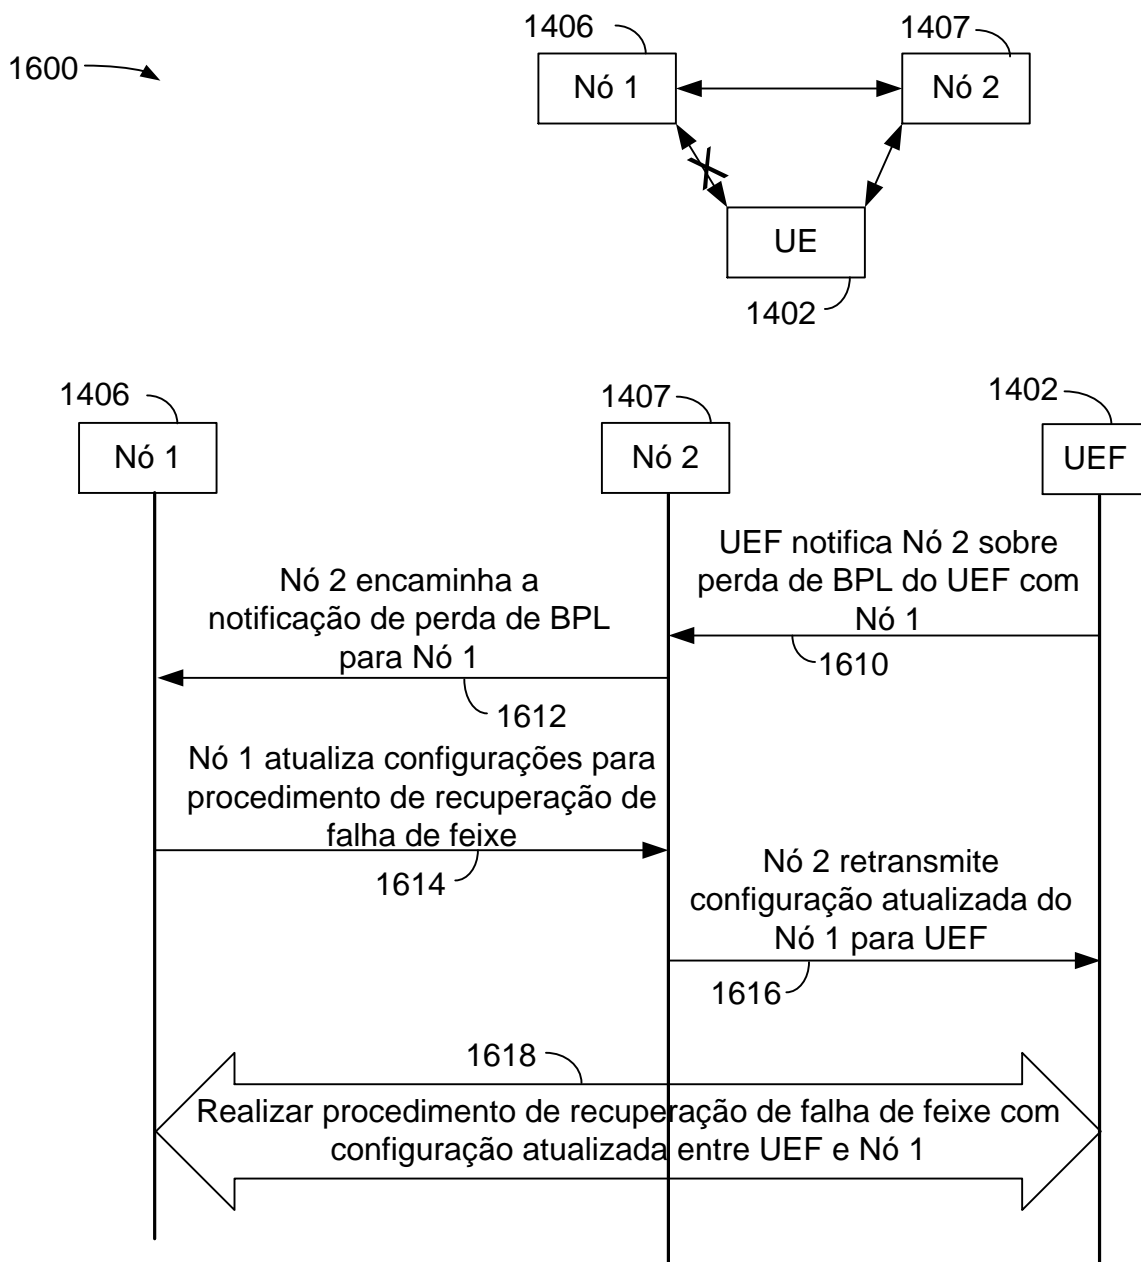 1406
1407
1600
Nó 1
Nó 2
UE
1402
1406
1407
1402
Nó 1
Nó 2
UEF
UEF notifica Nó 2 sobre
perda de BPL do UEF com
Nó 1
1610
Nó 2 encaminha a
notificação de perda de BPL
para Nó 1
1612
Nó 1 atualiza configurações para
procedimento de recuperação de
falha de feixe
1614
Nó 2 retransmite
configuração atualizada do
Nó 1 para UEF
1616
1618
Realizar procedimento de recuperação de falha de feixe com
configuração atualizada entre UEF e Nó 1